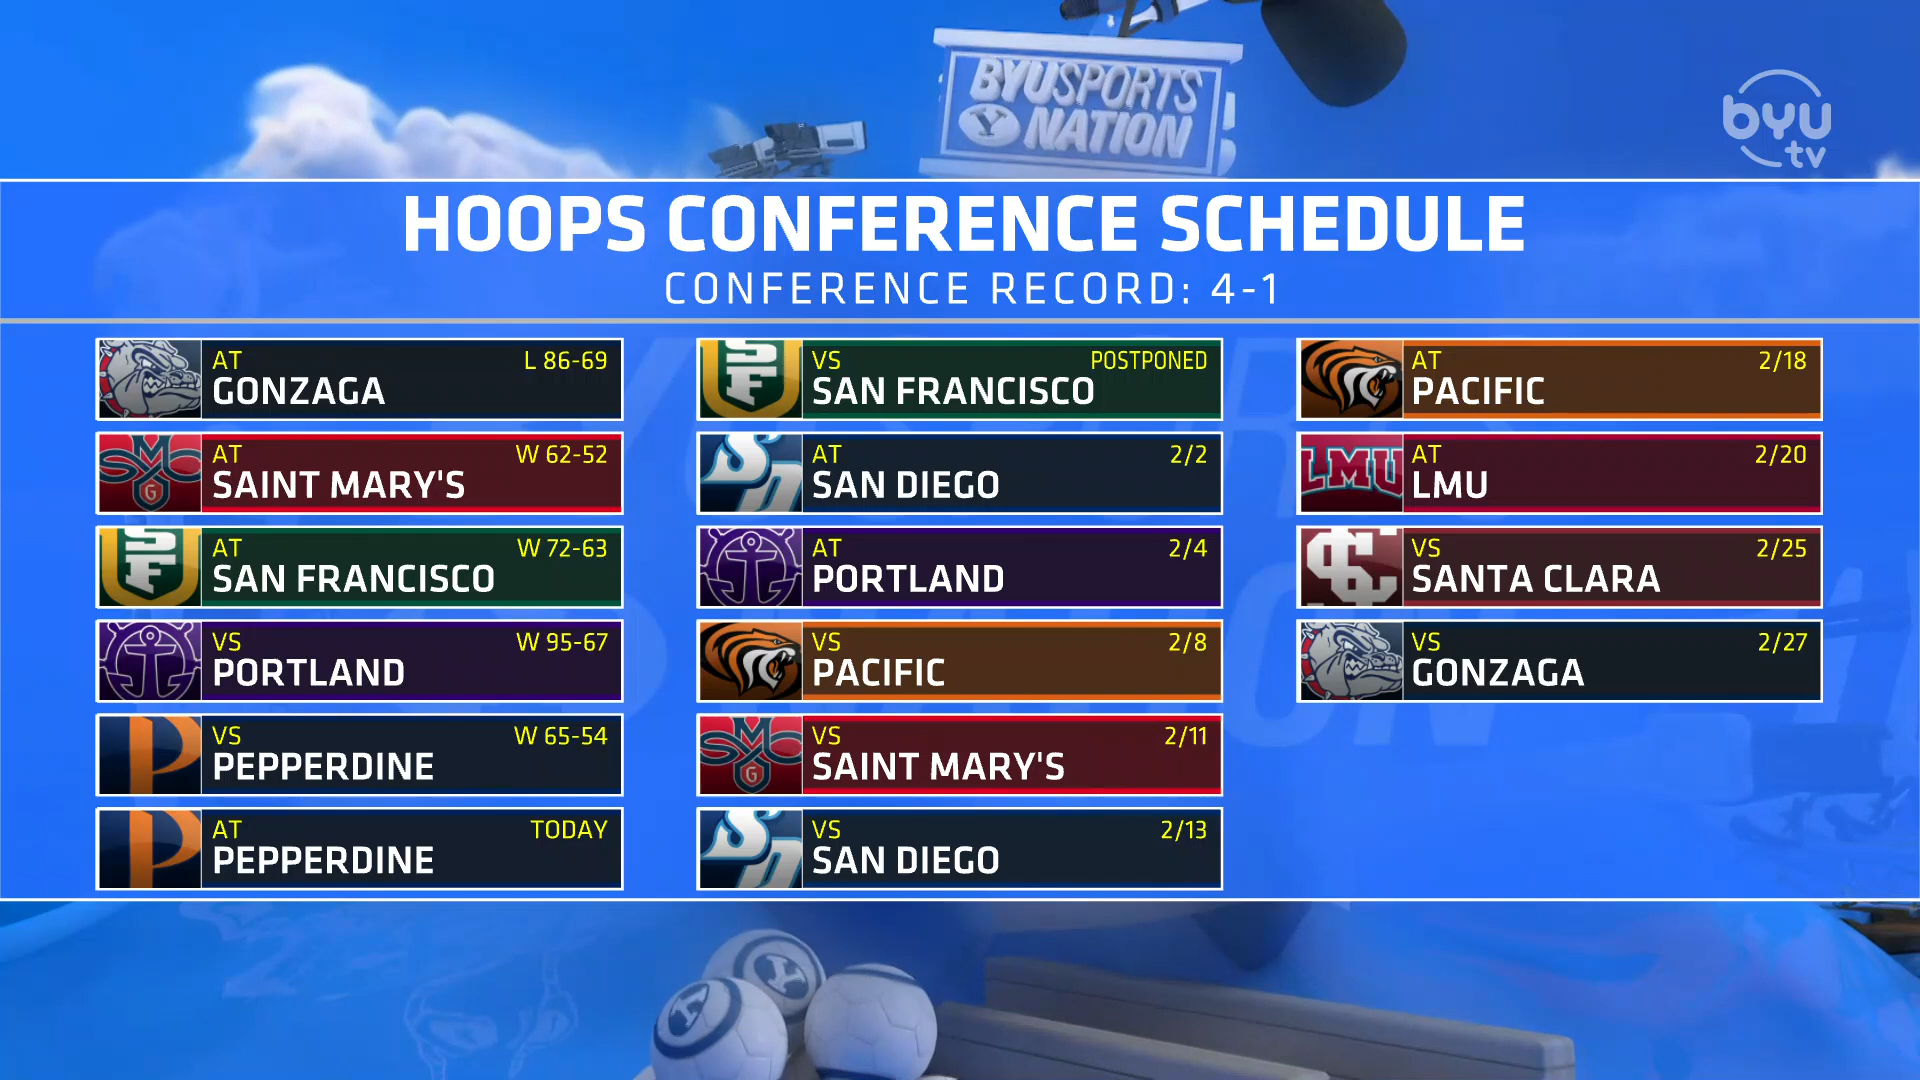 BYUSPORTS
NATION
byu
tv
HOOPS CONFERENCE SCHEDULE
CONFERENCE RECORD: 4-1
AT L 86-69
GONZAGA
AT W 62-52
SAINT MARY'S
AT W 72-63
SAN FRANCISCO
VS W 95-67
PORTLAND
VS W 65-54
PEPPERDINE
AT TODAY
PEPPERDINE
VS POSTPONED
SAN FRANCISCO
AT 2/2
SAN DIEGO
AT 2/4
PORTLAND
VS 2/8
PACIFIC
VS 2/11
SAINT MARY'S
VS 2/13
SAN DIEGO
AT 2/18
PACIFIC
AT 2/20
LMU
LMU
VS 2/25
SANTA CLARA
VS 2/27
GONZAGA